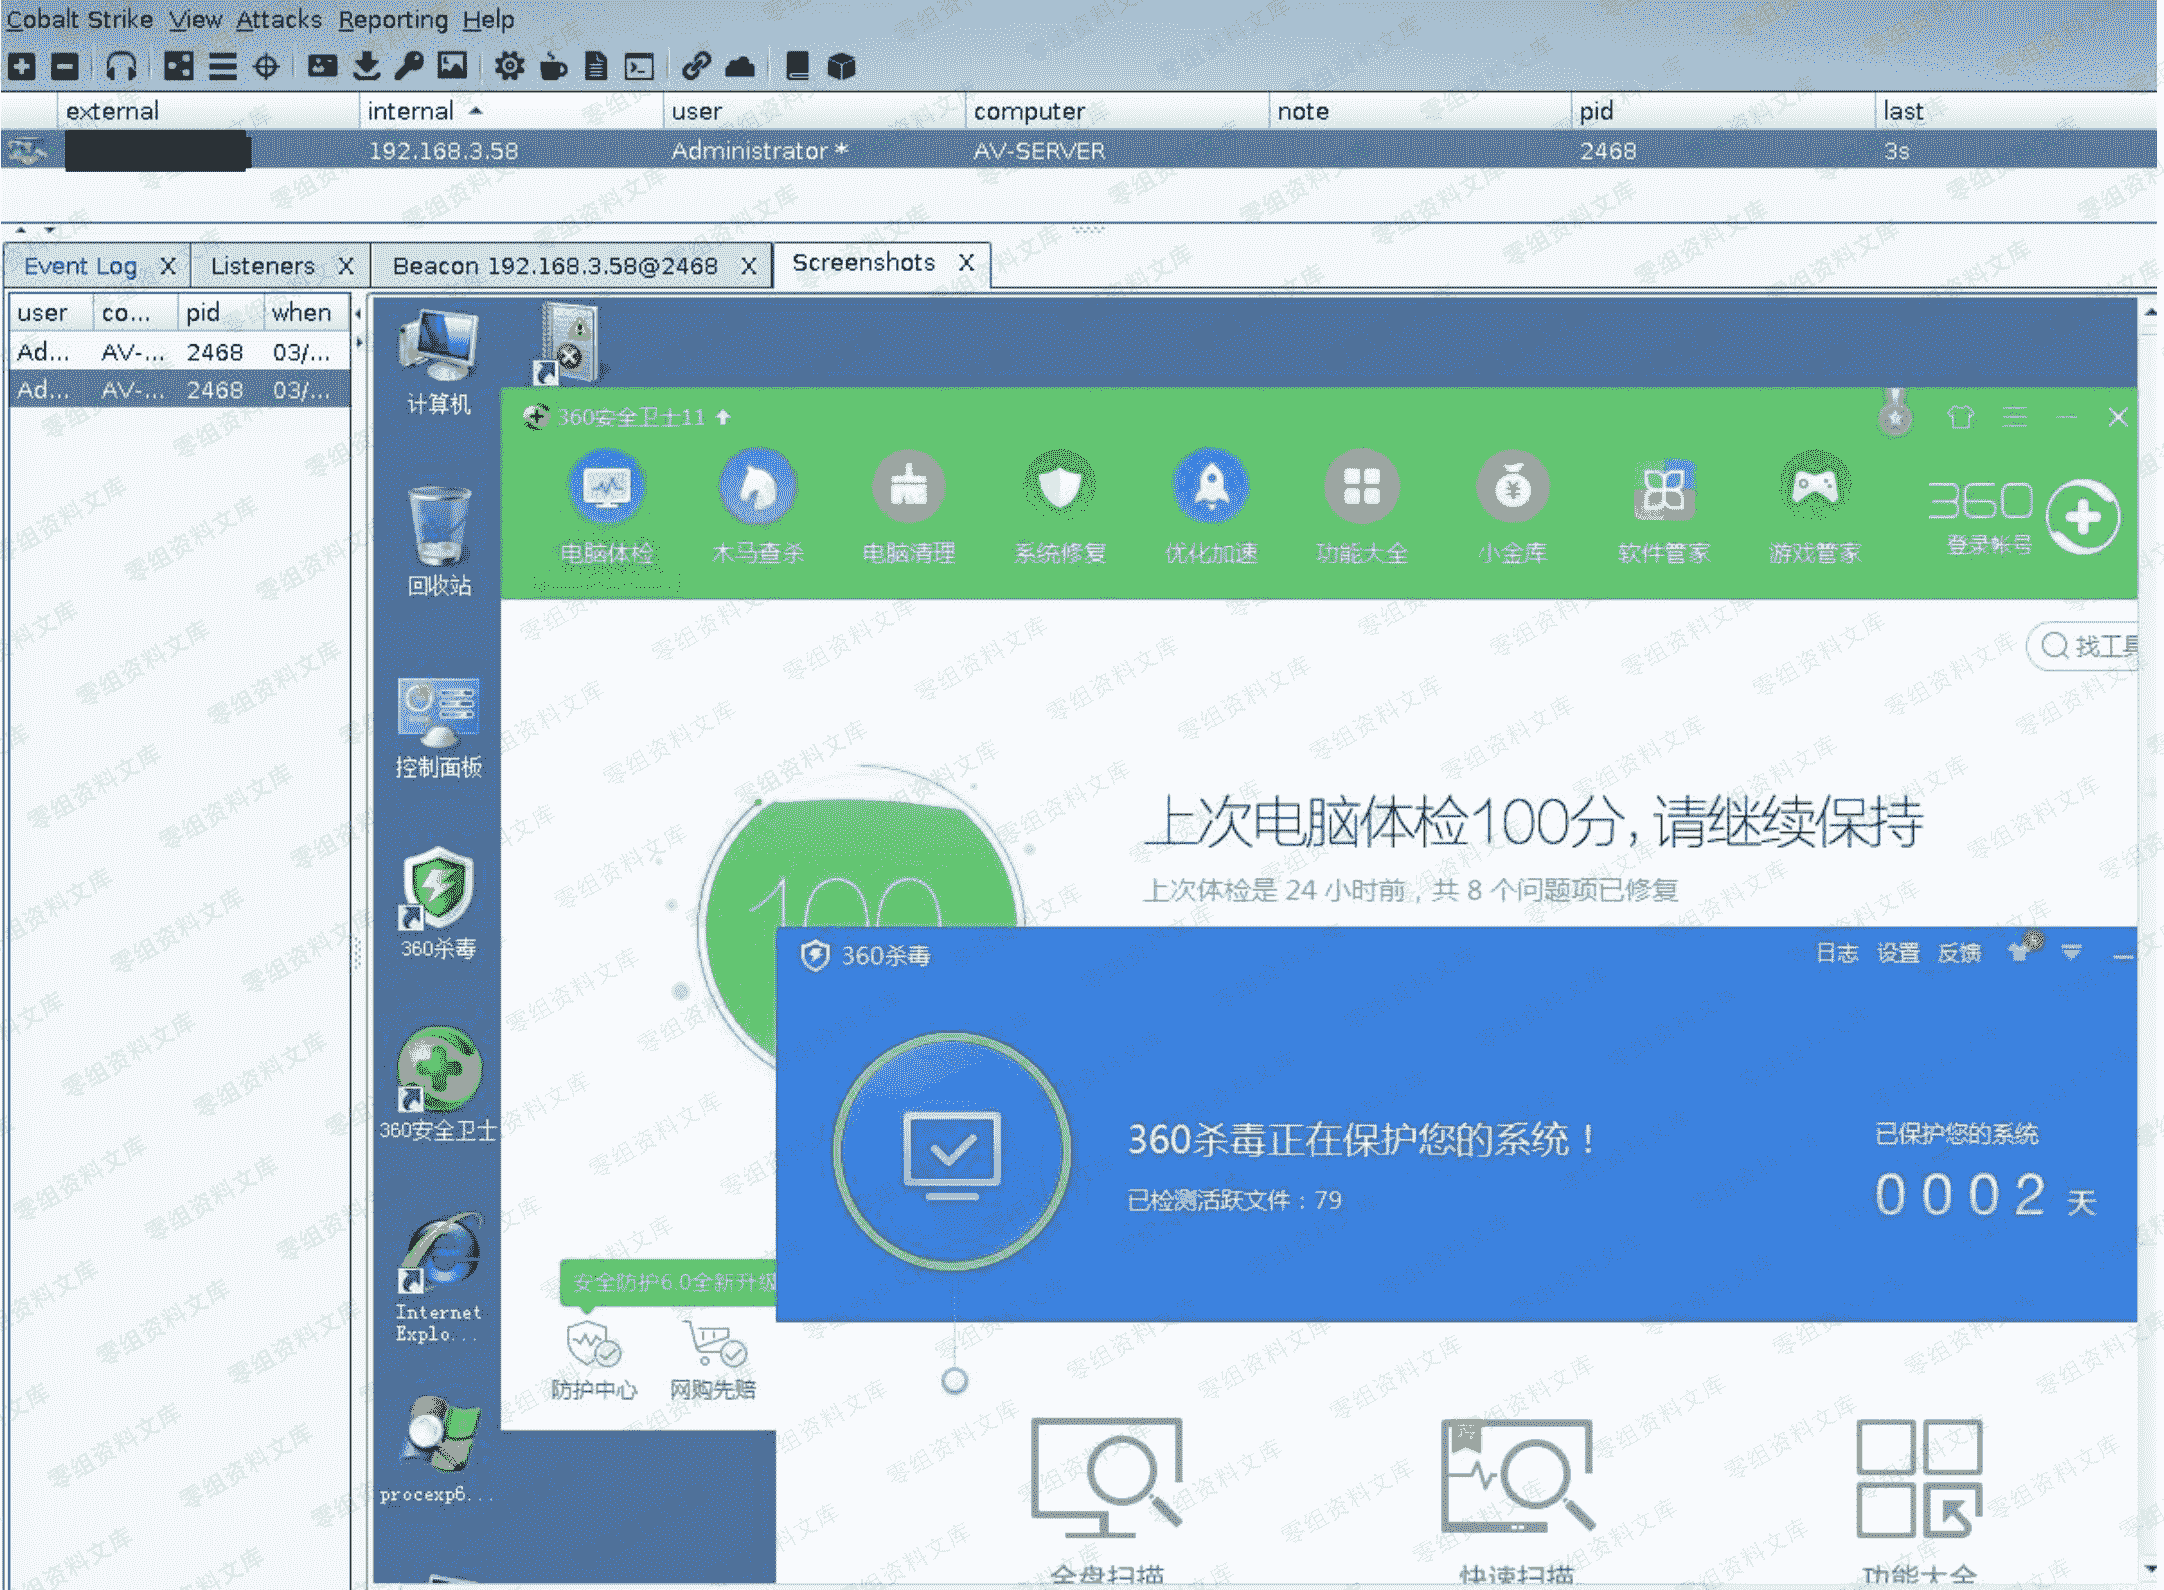 Cobalt Strike View Attacks Reporting Help
external internal user computer note pid last
192.168.3.58 Administrator * AV-SERVER 2468 3s
Event Log X Listeners X Beacon 192.168.3.58@2468 X Screenshots X
user co... pid when
Ad... AV-... 2468 03/...
Ad... AV-... 2468 03/...
计算机
回收站
控制面板
360杀毒
360安全卫士
Internet
Explo...
procexp6...
360安全卫士11
电脑体检 木马查杀 电脑清理 系统修复 优化加速 功能大全 小金库 软件管家 游戏管家
360
登录帐号
找工具
100
上次电脑体检100分,请继续保持
上次体检是 24 小时前，共 8 个问题项已修复
360杀毒 日志 设置 反馈
360杀毒正在保护您的系统！
已检测活跃文件：79
已保护您的系统
0002 天
安全防护6.0全新升级
防护中心 网购先赔
全盘扫描 快速扫描 功能大全
零组资料文库